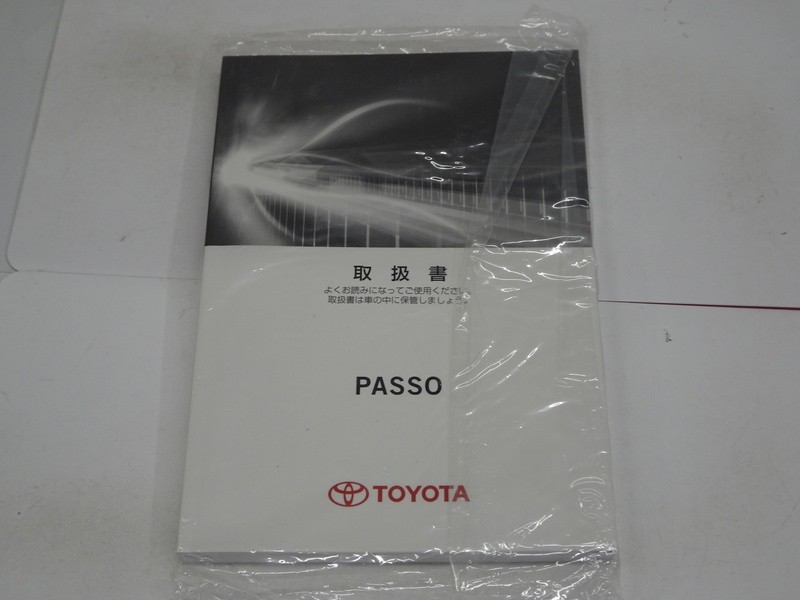 取扱書
よくお読みになってご使用ください。
取扱書は車の中に保管しましょう。
PASSO
TOYOTA